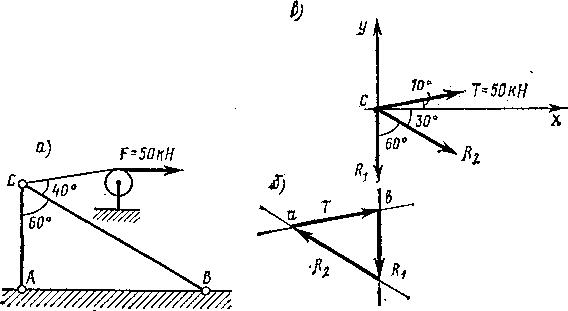 в)
y
10°
T=50кН
C
x
30°
60°
R₂
R₁
а)
F=50кН
C
40°
60°
A
B
б)
в
a
T
R₂
R₁